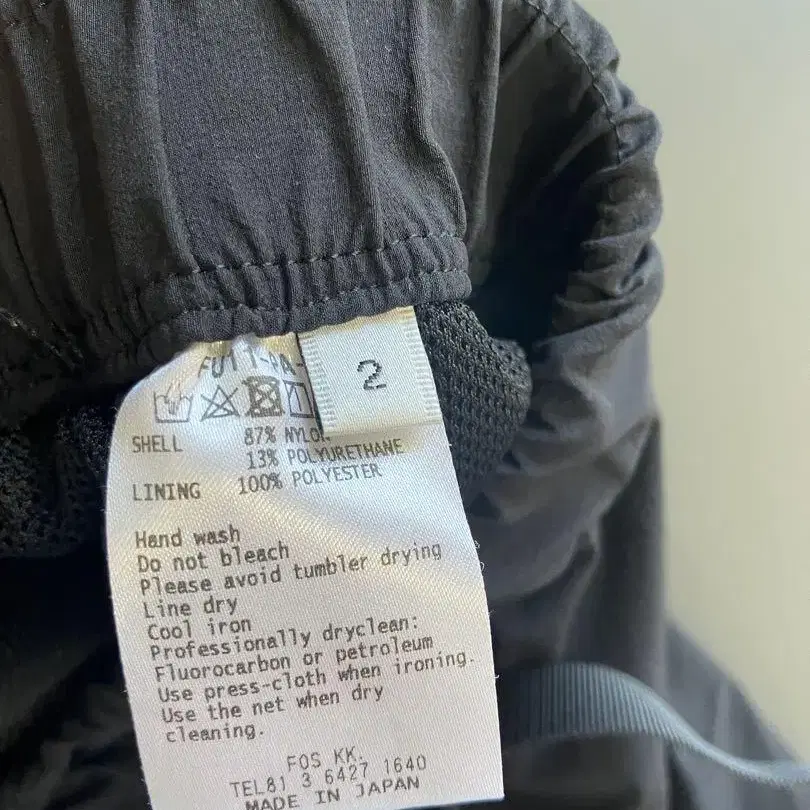 2
SHELL 87% NYLON
13% POLYURETHANE
LINING 100% POLYESTER
Hand wash
Do not bleach
Please avoid tumbler drying
Line dry
Cool iron
Professionally dryclean:
Fluorocarbon or petroleum
Use press-cloth when ironing.
Use the net when dry
cleaning.
FOS KK.
TEL81 3 6427 1640
MADE IN JAPAN